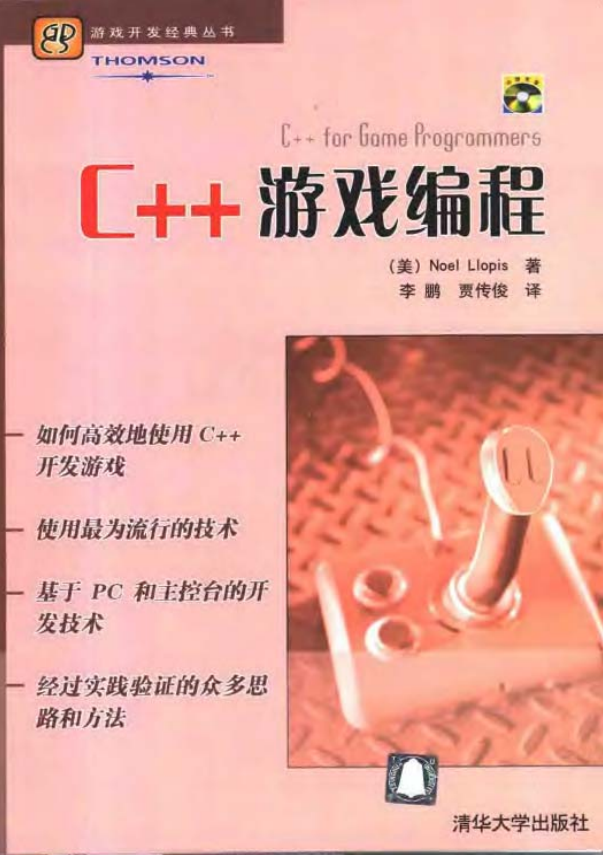 游戏开发经典丛书
THOMSON
C++ for Game Programmers
C++ 游戏编程
(美) Noel Llopis 著
李 鹏 贾传俊 译
如何高效地使用 C++
开发游戏
使用最为流行的技术
基于 PC 和主控台的开
发技术
经过实践验证的众多思
路和方法
清华大学出版社